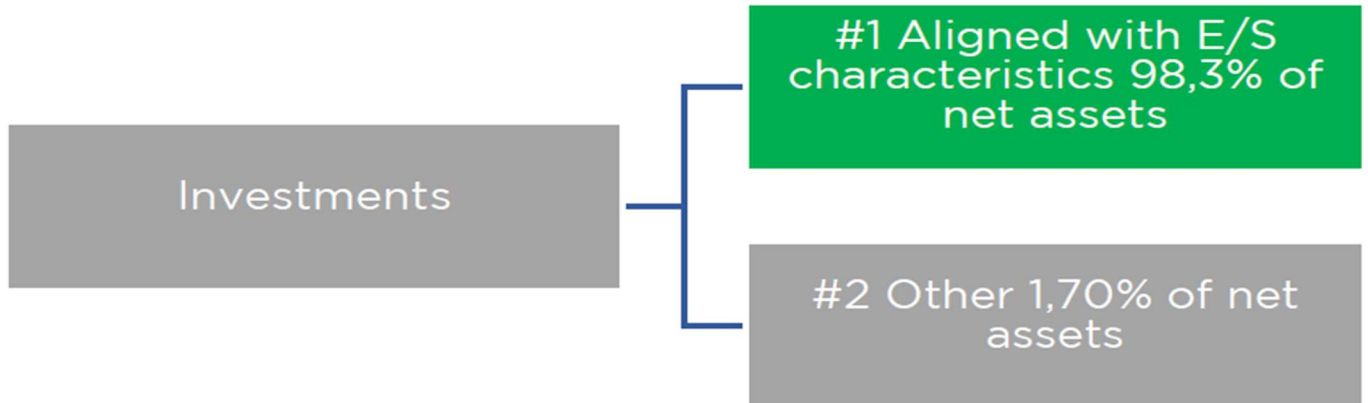 Investments
#1 Aligned with E/S
characteristics 98,3% of
net assets
#2 Other 1,70% of net
assets